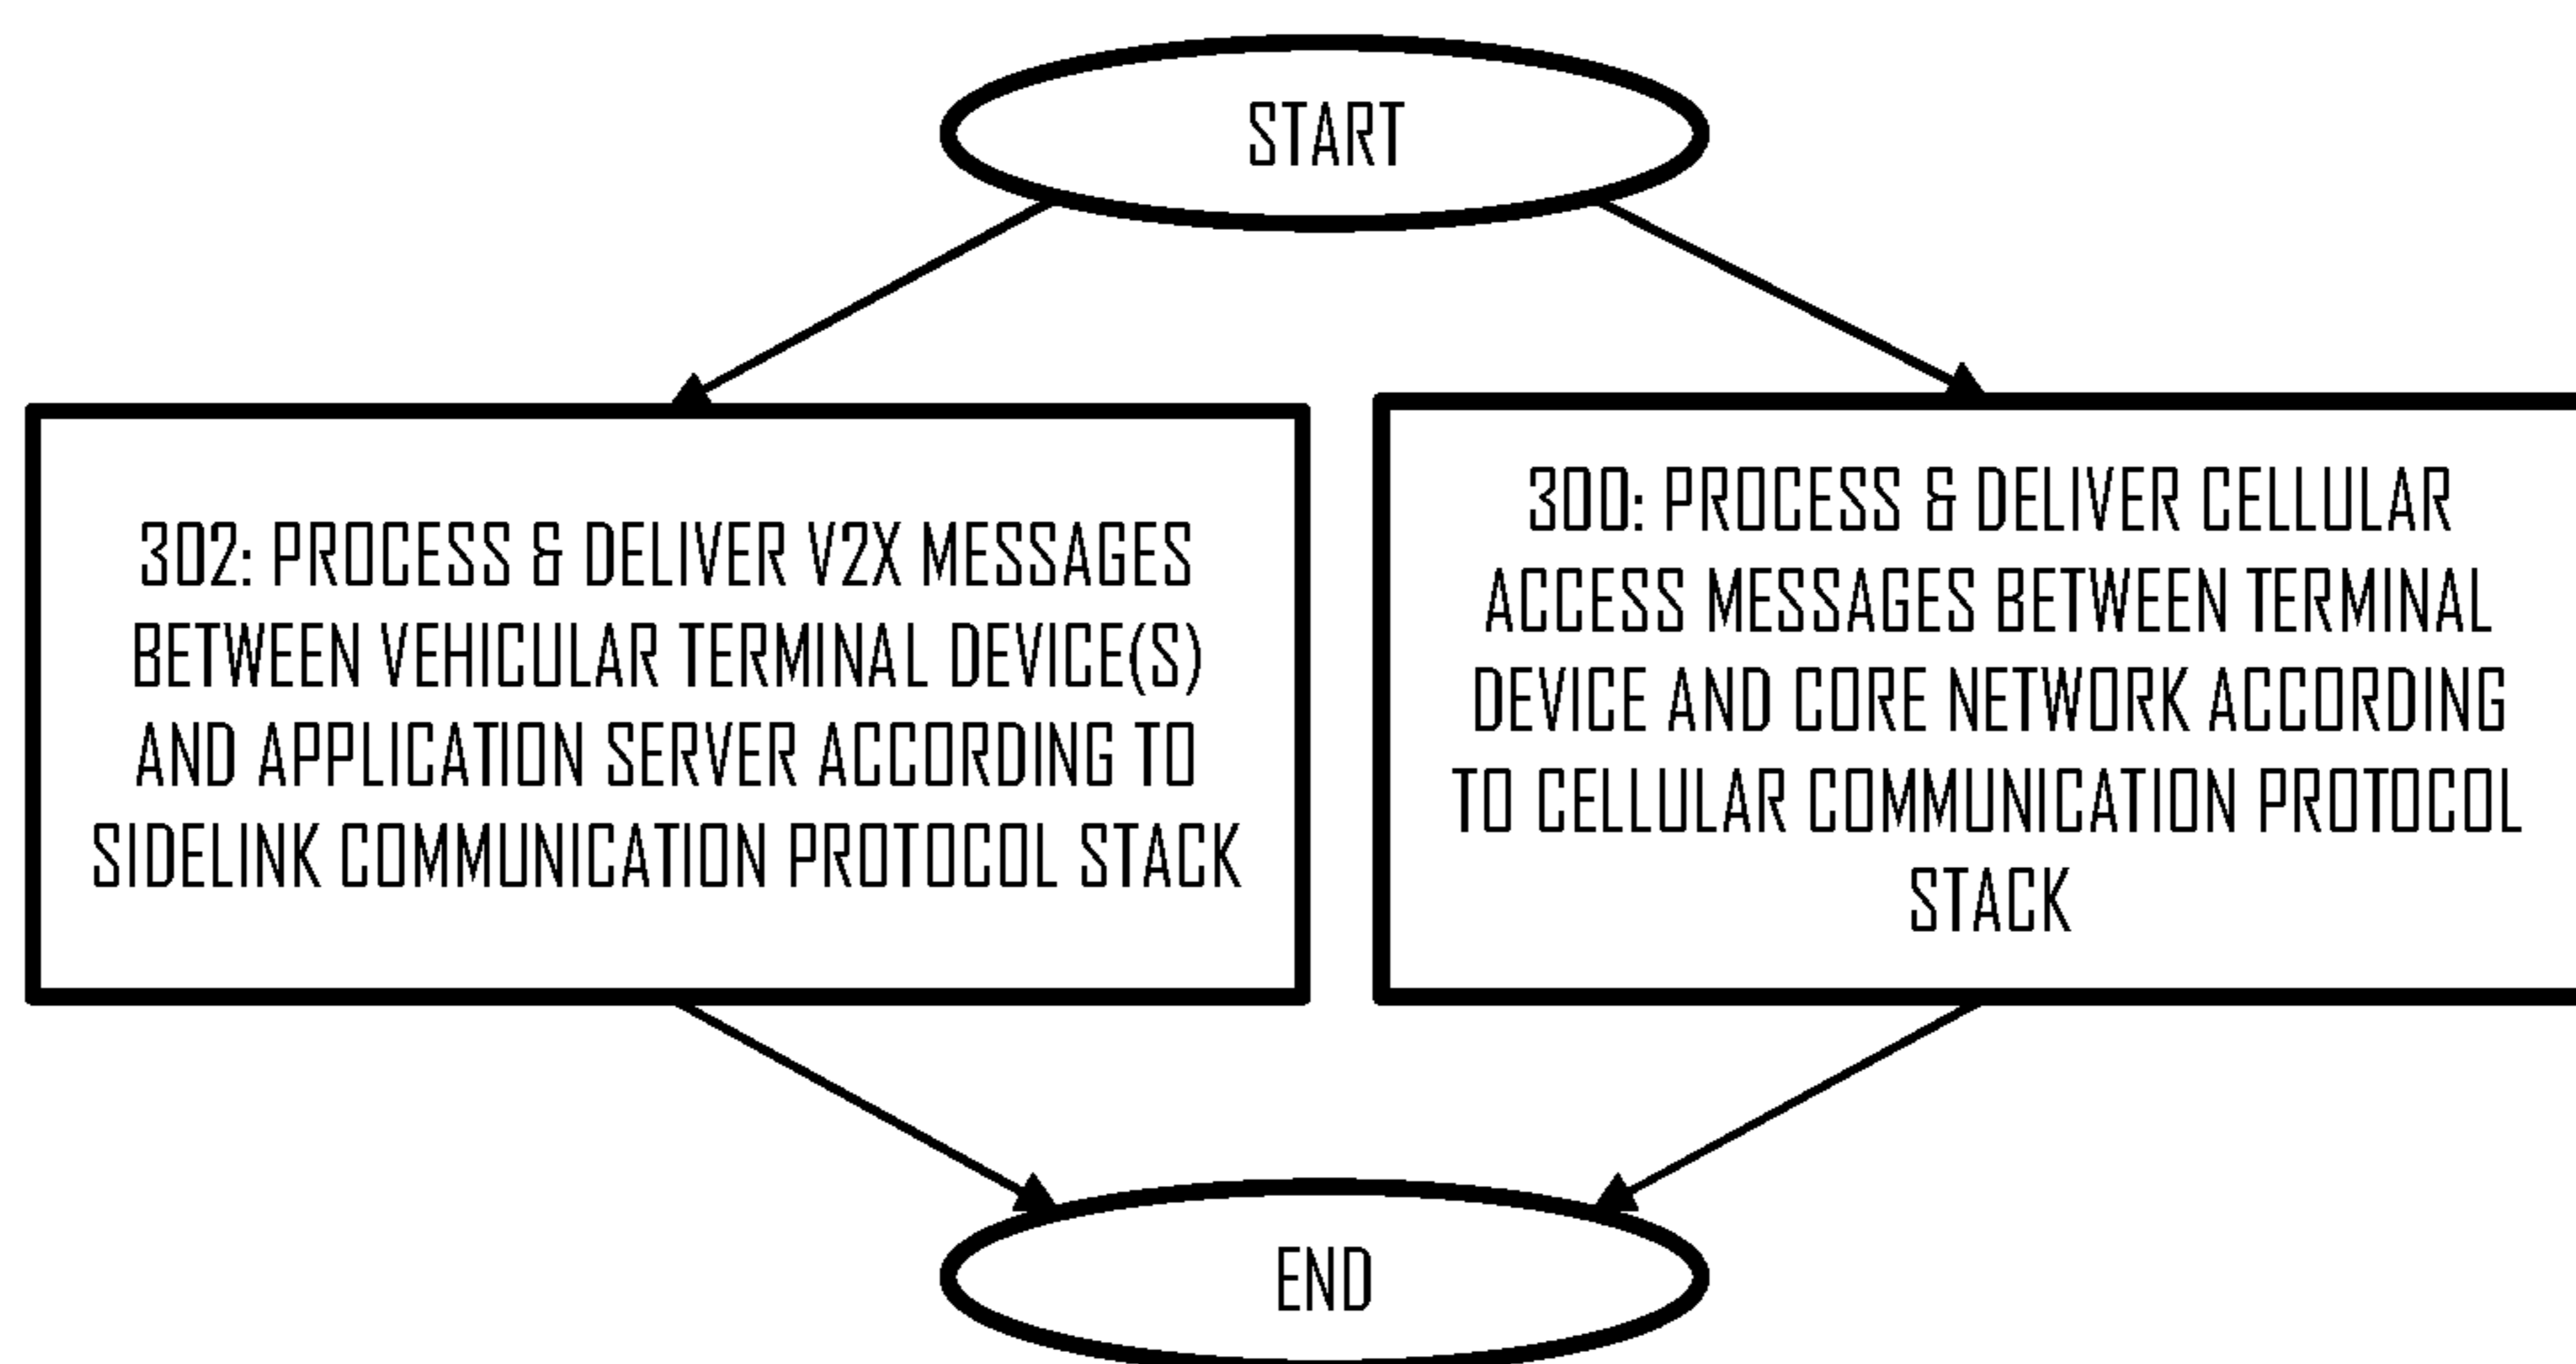 START
302: PROCESS & DELIVER V2X MESSAGES
BETWEEN VEHICULAR TERMINAL DEVICE(S)
AND APPLICATION SERVER ACCORDING TO
SIDELINK COMMUNICATION PROTOCOL STACK
300: PROCESS & DELIVER CELLULAR
ACCESS MESSAGES BETWEEN TERMINAL
DEVICE AND CORE NETWORK ACCORDING
TO CELLULAR COMMUNICATION PROTOCOL
STACK
END